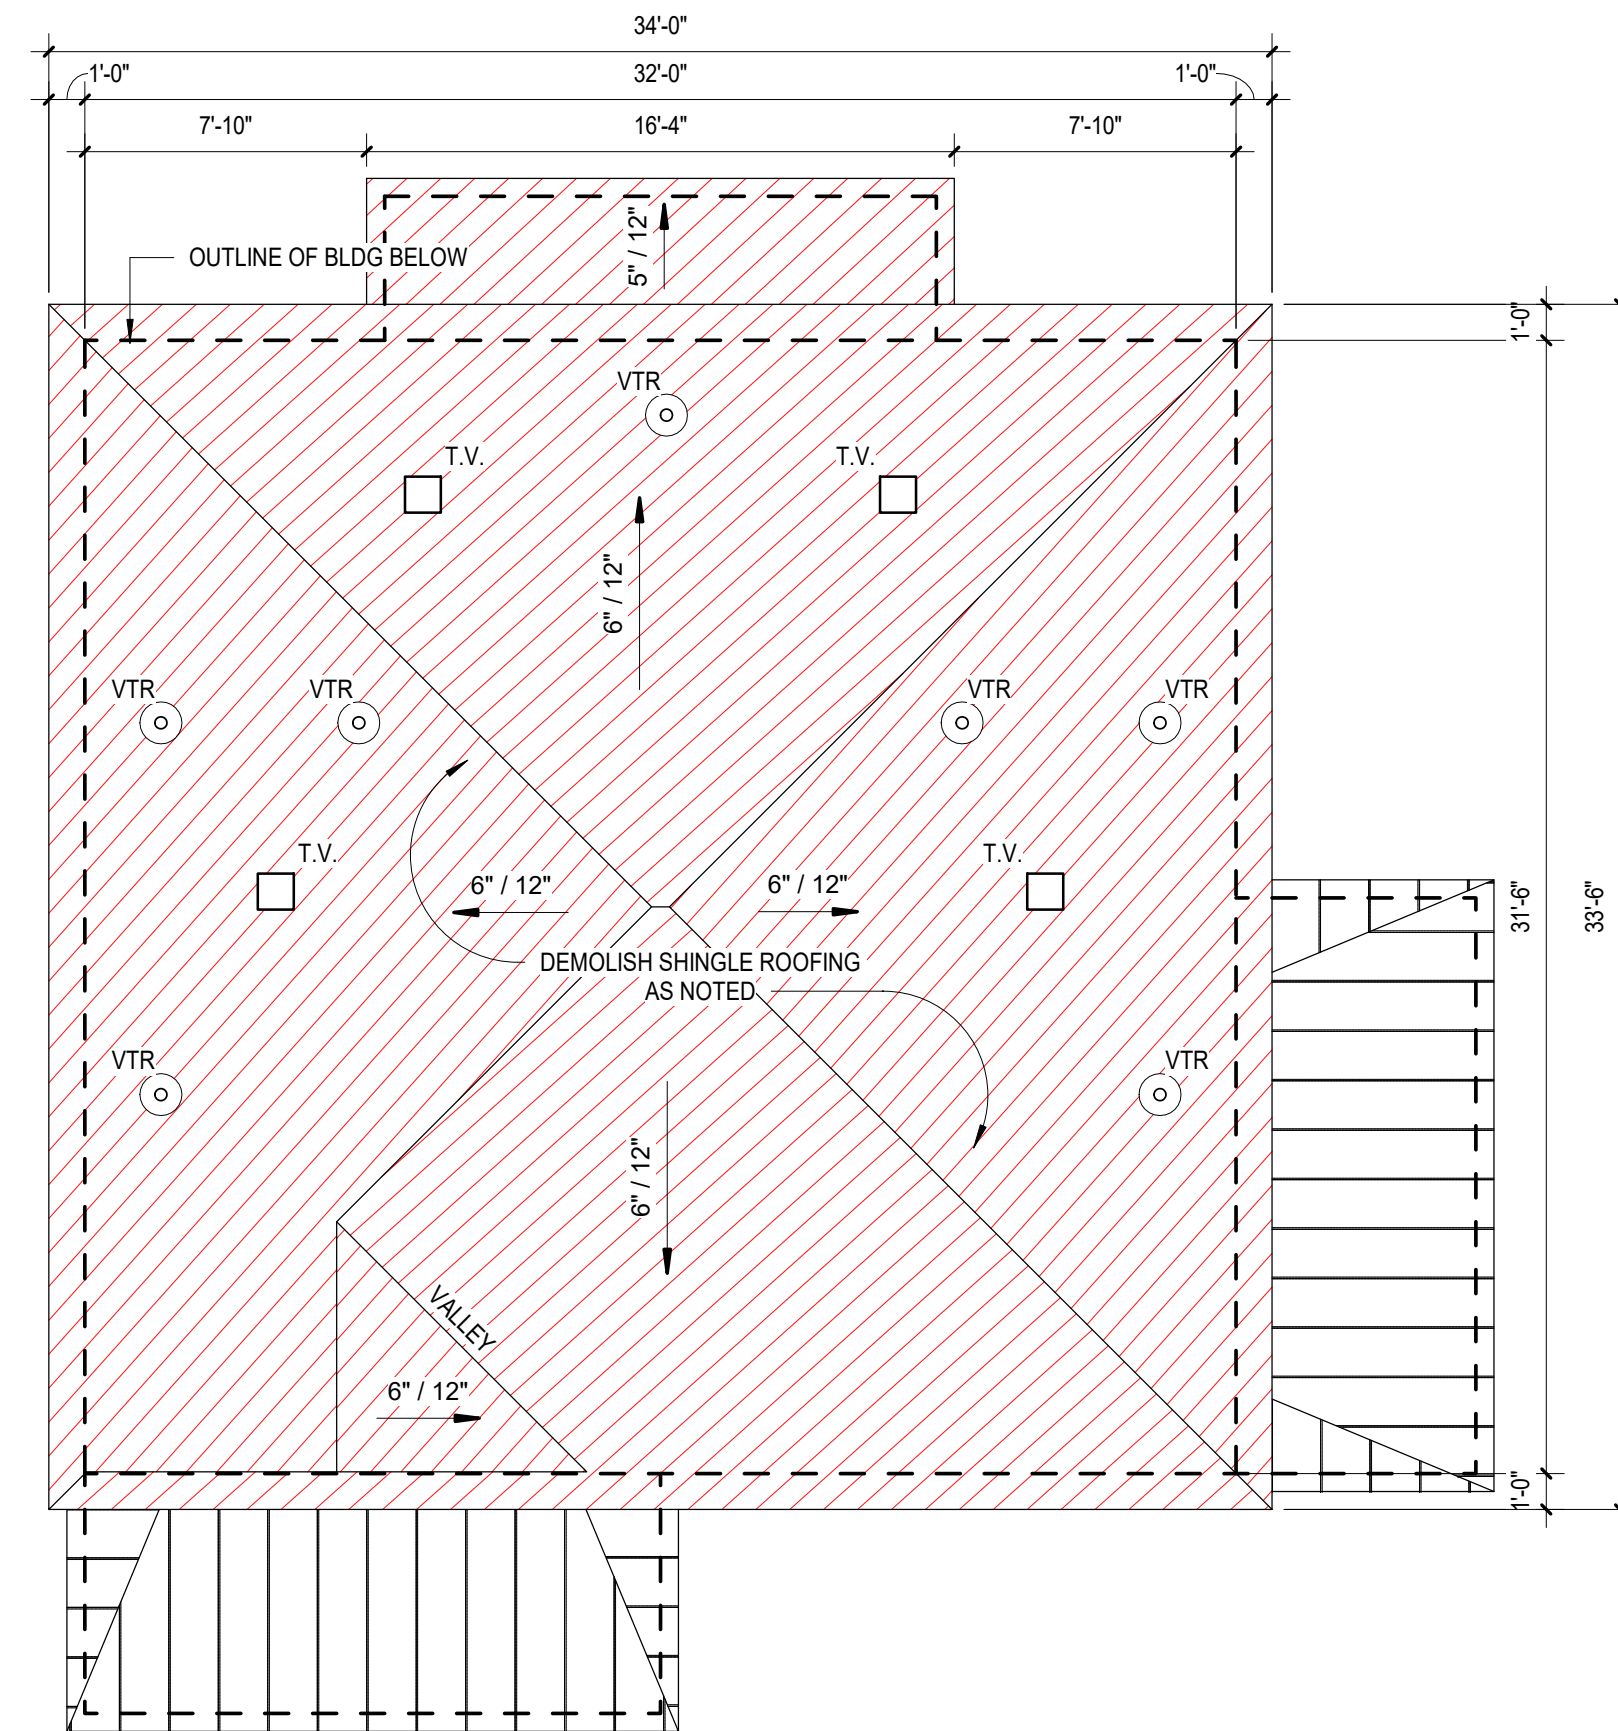 34'-0"
1'-0"
32'-0"
1'-0"
7'-10"
16'-4"
7'-10"
5" / 12"
OUTLINE OF BLDG BELOW
1'-0"
VTR
T.V.
T.V.
6" / 12"
VTR
VTR
VTR
VTR
T.V.
T.V.
6" / 12"
6" / 12"
31'-6"
33'-6"
DEMOLISH SHINGLE ROOFING
AS NOTED
VTR
VTR
6" / 12"
VALLEY
6" / 12"
1'-0"